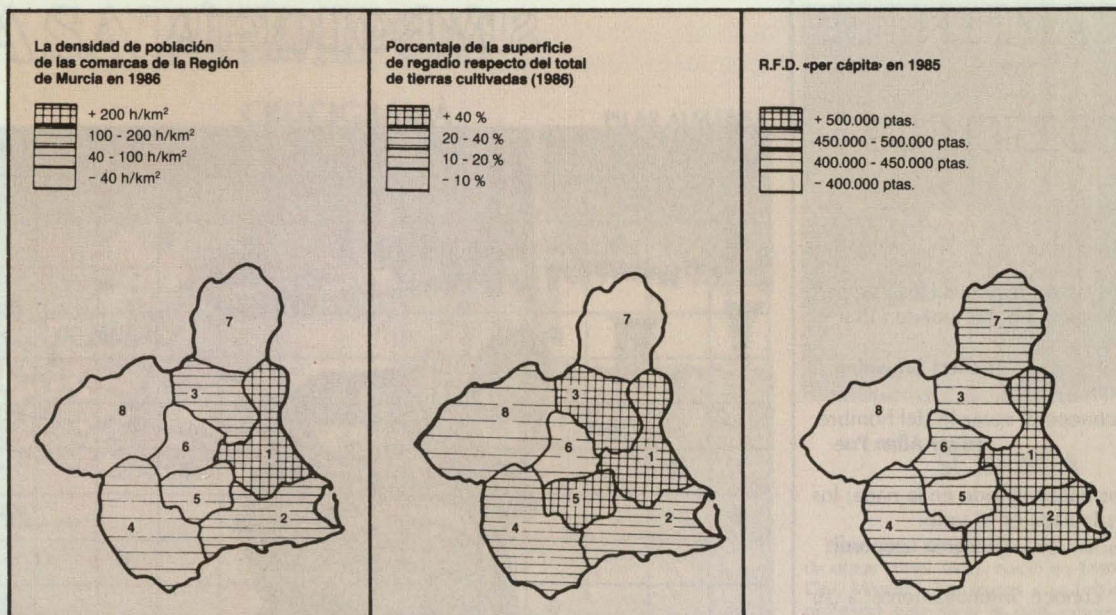 La densidad de población
de las comarcas de la Región
de Murcia en 1986
+ 200 h/km²
100 - 200 h/km²
40 - 100 h/km²
- 40 h/km²
7
3
8
6
1
5
4
2
Porcentaje de la superficie
de regadio respecto del total
de tierras cultivadas (1986)
+ 40 %
20 - 40 %
10 - 20 %
- 10 %
7
3
8
6
1
5
4
2
R.F.D. «per cápita» en 1985
+ 500.000 ptas.
450.000 - 500.000 ptas.
400.000 - 450.000 ptas.
- 400.000 ptas.
7
3
8
6
1
5
4
2